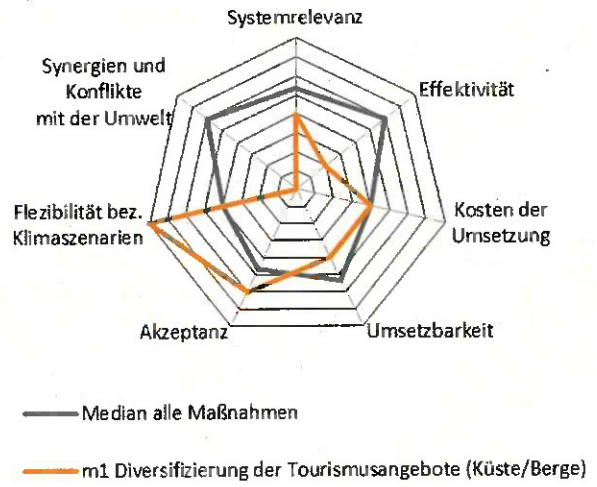 Systemrelevanz
Synergien und
Konflikte
mit der Umwelt
Effektivität
Flezibilität bez.
Klimaszenarien
Kosten der
Umsetzung
Akzeptanz
Umsetzbarkeit
Median alle Maßnahmen
m1 Diversifizierung der Tourismusangebote (Küste/Berge)